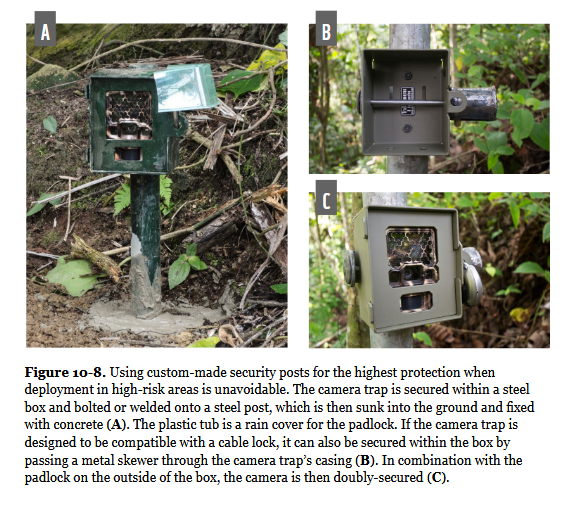 A
B
C
Figure 10-8. Using custom-made security posts for the highest protection when
deployment in high-risk areas is unavoidable. The camera trap is secured within a steel
box and bolted or welded onto a steel post, which is then sunk into the ground and fixed
with concrete (A). The plastic tub is a rain cover for the padlock. If the camera trap is
designed to be compatible with a cable lock, it can also be secured within the box by
passing a metal skewer through the camera trap's casing (B). In combination with the
padlock on the outside of the box, the camera is then doubly-secured (C).